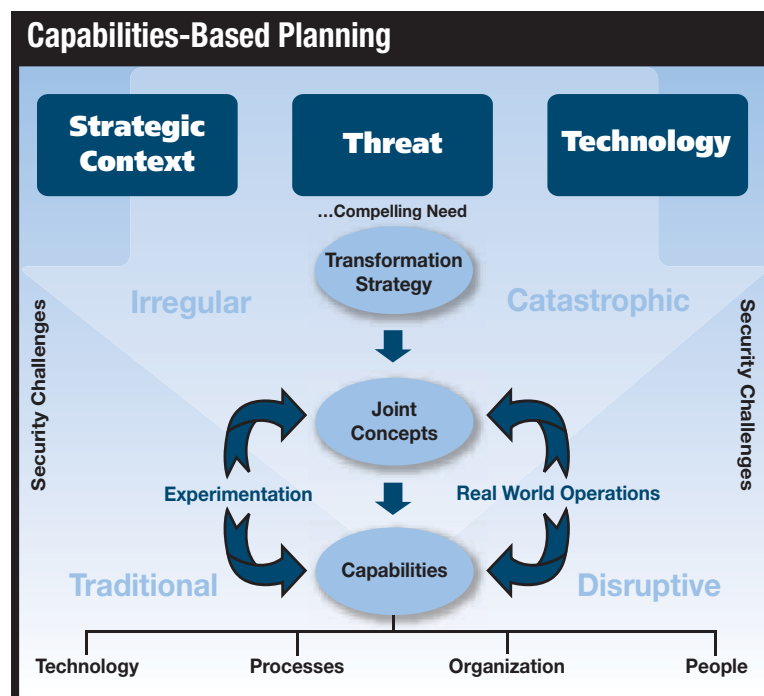 Capabilities-Based Planning
Strategic
Context
Threat
Technology
...Compelling Need
Transformation
Strategy
Irregular
Catastrophic
Security Challenges
Security Challenges
Joint
Concepts
Experimentation
Real World Operations
Capabilities
Traditional
Disruptive
Technology
Processes
Organization
People